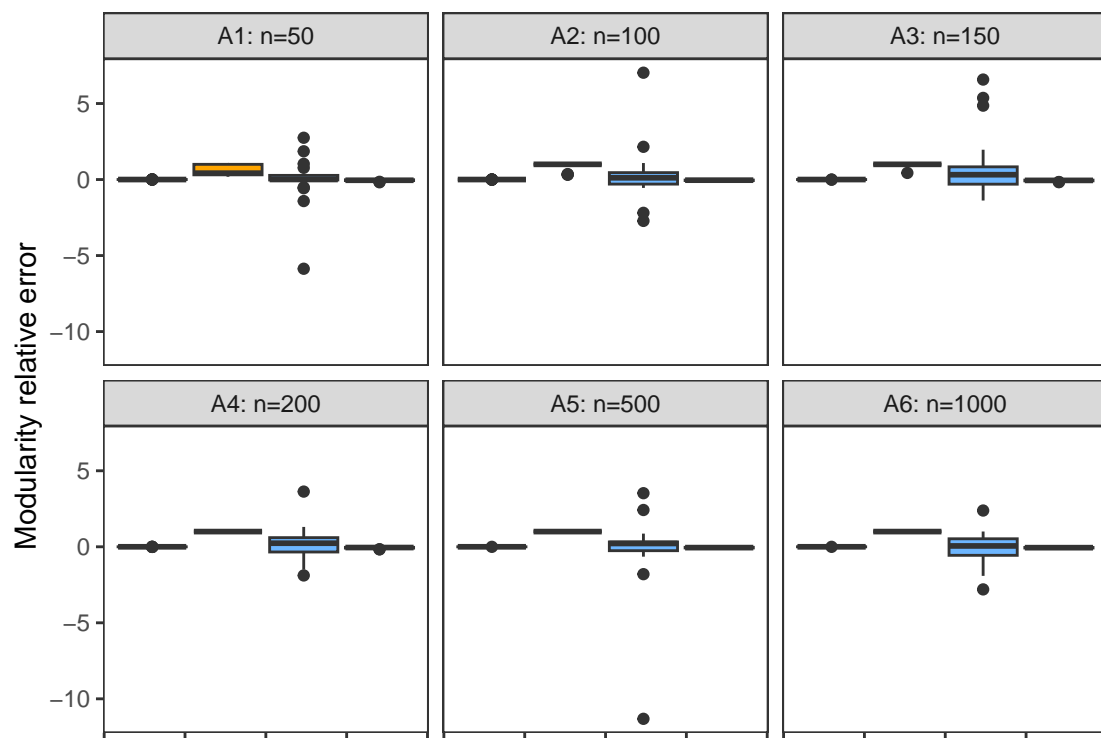 A1: n=50
A2: n=100
A3: n=150
5
0
−5
−10
A4: n=200
A5: n=500
A6: n=1000
5
0
−5
−10
Modularity relative error